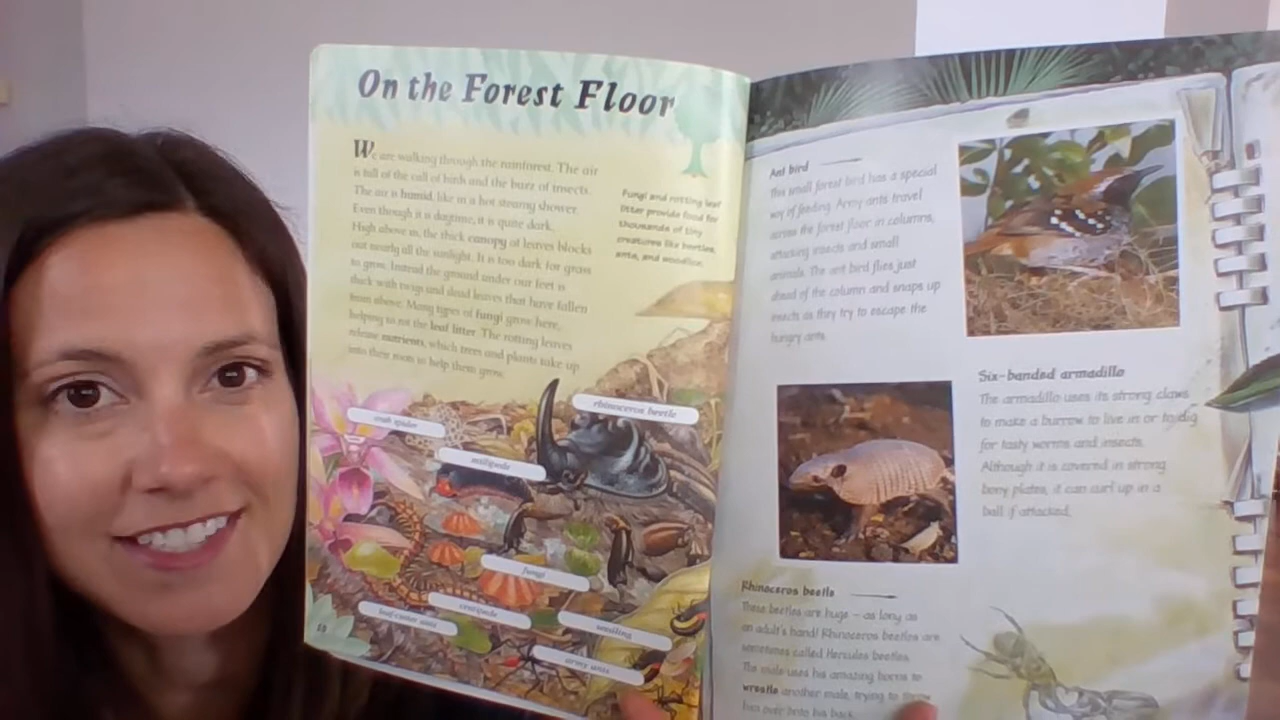 On the Forest Floor
We are walking through the rainforest. The air
is full of the call of birds and the buzz of insects.
The air is humid, like in a hot steamy shower.
Even though it is daytime, it is quite dark.
High above us, the thick canopy of leaves blocks
out nearly all the sunlight. It is too dark for grass
to grow. Instead the ground under our feet is
thick with twigs and dead leaves that have fallen
from above. Many types of fungi grow here,
helping to rot the leaf litter. The rotting leaves
release nutrients, which trees and plants take up
into their roots to help them grow.
Fungi and rotting leaf
litter provide food for
thousands of tiny
creatures like beetles,
ants, and woodlice.
crab spider
rhinoceros beetle
millipede
fungi
centipede
leaf-cutter ants
seedling
army ants
18
Ant bird
This small forest bird has a special
way of feeding. Army ants travel
across the forest floor in columns,
attacking insects and small
animals. The ant bird flies just
ahead of the column and snaps up
insects as they try to escape the
hungry ants.
Six-banded armadillo
The armadillo uses its strong claws
to make a burrow to live in or to dig
for tasty worms and insects.
Although it is covered in strong
bony plates, it can curl up in a
ball if attacked.
Rhinoceros beetle
These beetles are huge – as long as
an adult's hand! Rhinoceros beetles are
sometimes called Hercules beetles.
The male uses his amazing horns to
wrestle another male, trying to throw
him over onto his back.